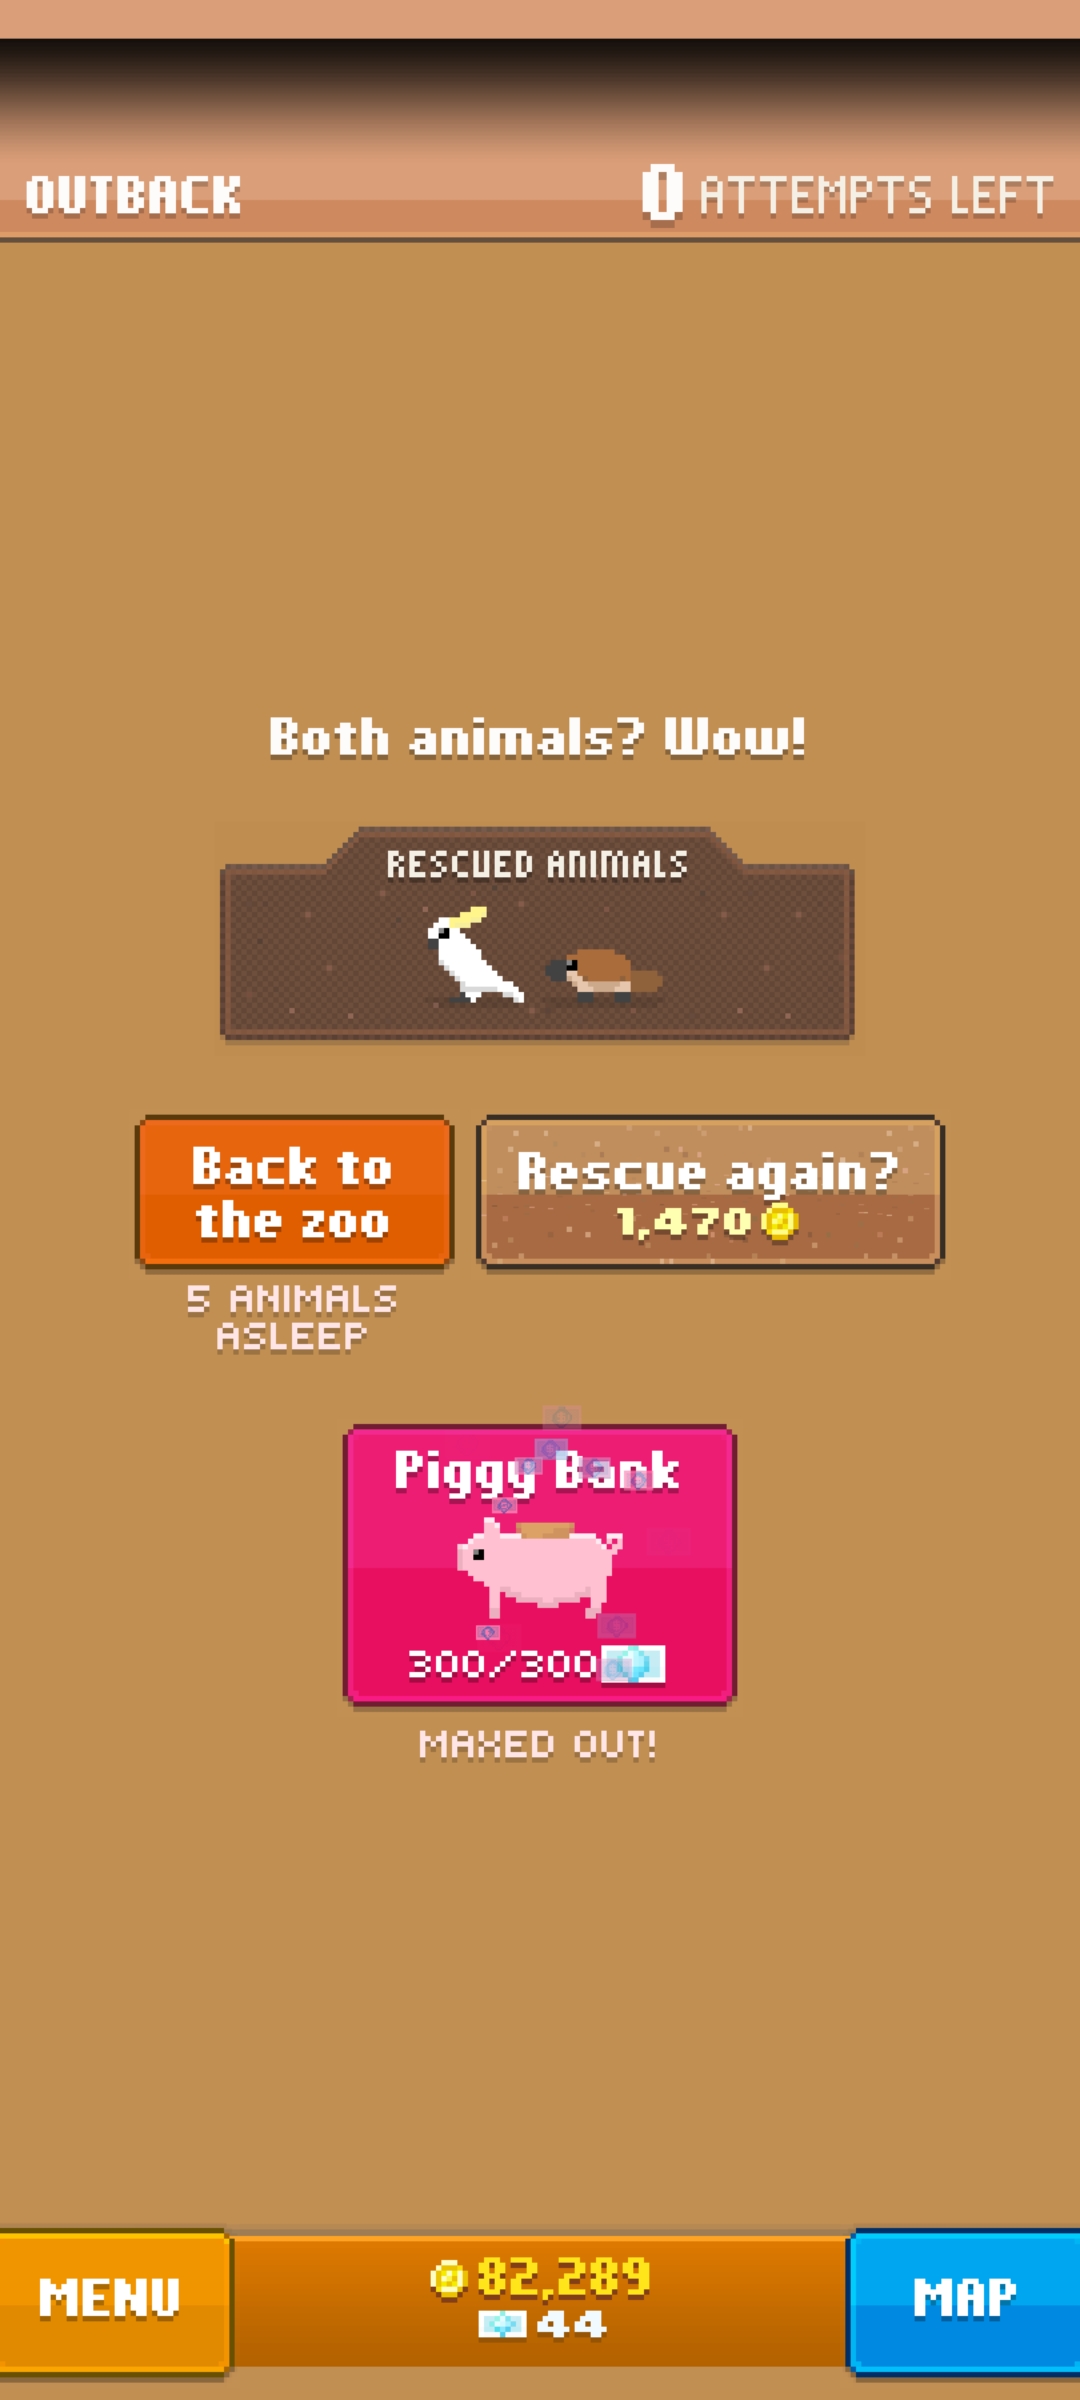 OUTBACK
0 ATTEMPTS LEFT
Both animals? Wow!
RESCUED ANIMALS
Back to
the zoo
Rescue again?
1,470
5 ANIMALS
ASLEEP
Piggy Bank
300/300
MAXED OUT!
MENU
82,289
44
MAP